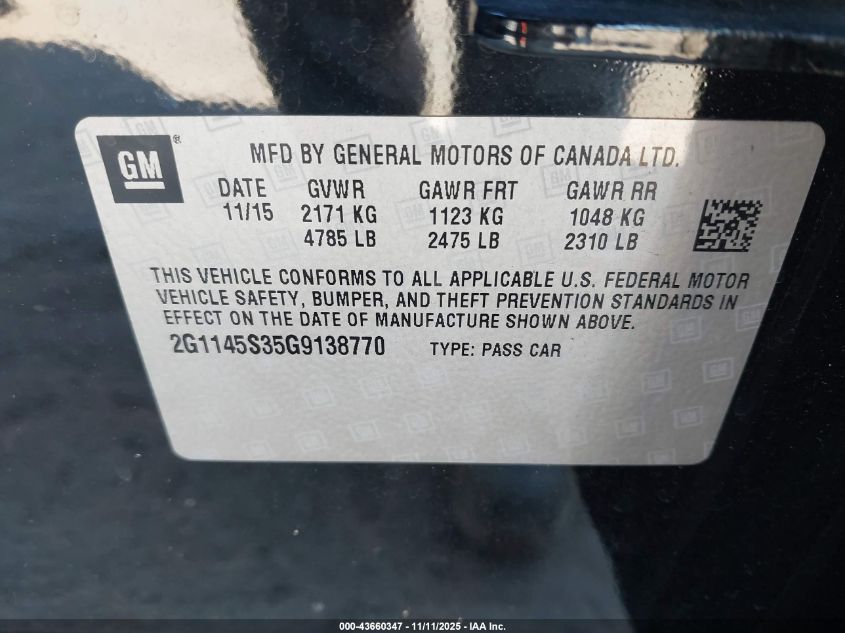 GM®
MFD BY GENERAL MOTORS OF CANADA LTD.
DATE GVWR GAWR FRT GAWR RR
11/15 2171 KG 1123 KG 1048 KG
4785 LB 2475 LB 2310 LB
THIS VEHICLE CONFORMS TO ALL APPLICABLE U.S. FEDERAL MOTOR
VEHICLE SAFETY, BUMPER, AND THEFT PREVENTION STANDARDS IN
EFFECT ON THE DATE OF MANUFACTURE SHOWN ABOVE.
2G1145S35G9138770 TYPE: PASS CAR
000-43660347 - 11/11/2025 - IAA Inc.